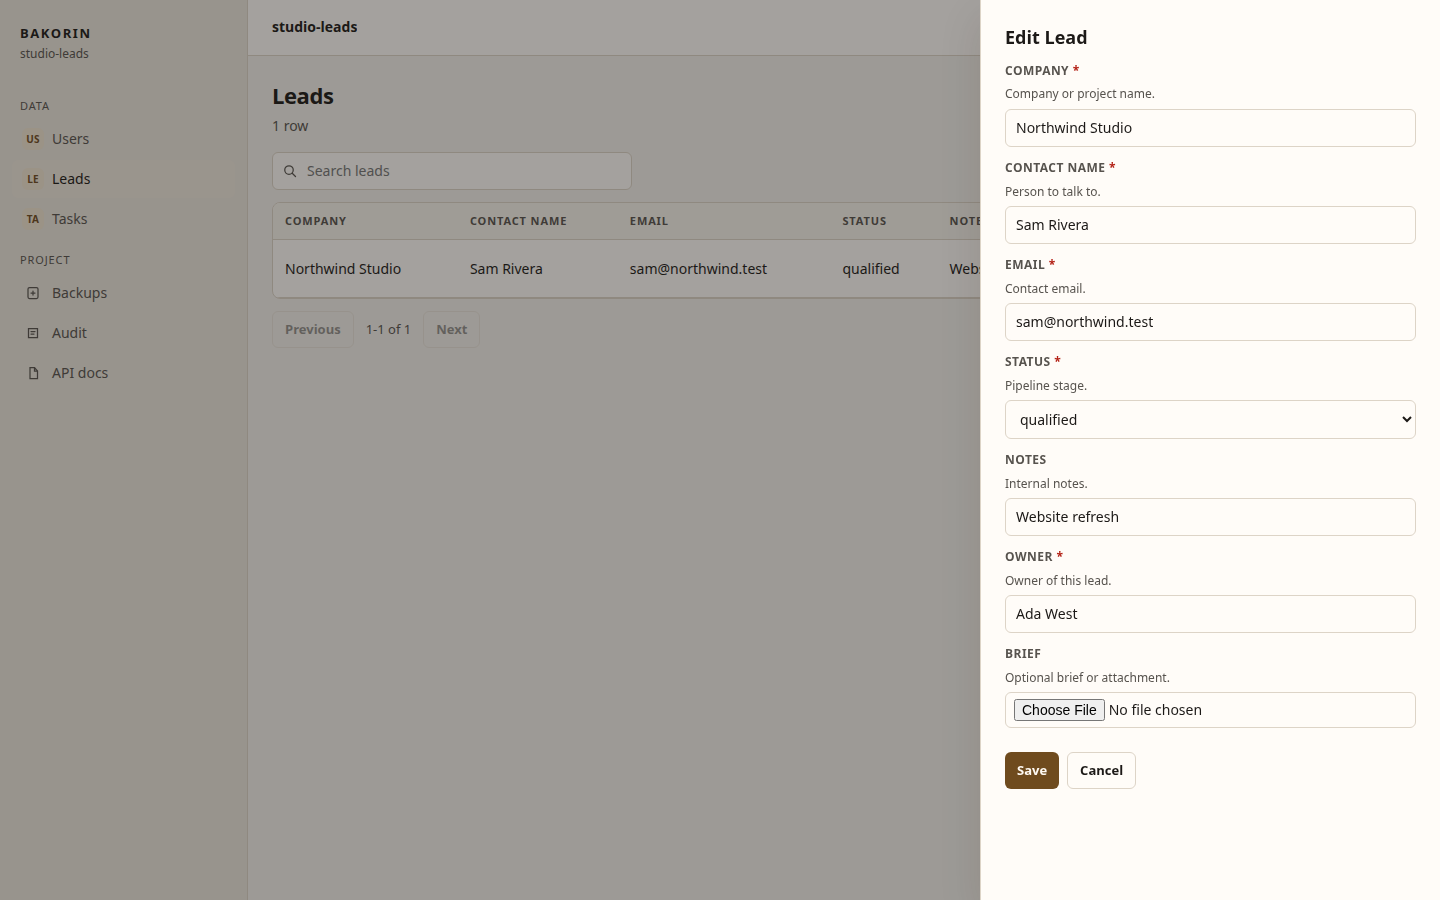 BAKORIN
studio-leads
DATA
US Users
LE Leads
TA Tasks
PROJECT
Backups
Audit
API docs
studio-leads
Leads
1 row
Search leads
COMPANY CONTACT NAME EMAIL STATUS NOTE
Northwind Studio Sam Rivera sam@northwind.test qualified Webs
Previous 1-1 of 1 Next
Edit Lead
COMPANY *
Company or project name.
Northwind Studio
CONTACT NAME *
Person to talk to.
Sam Rivera
EMAIL *
Contact email.
sam@northwind.test
STATUS *
Pipeline stage.
qualified
NOTES
Internal notes.
Website refresh
OWNER *
Owner of this lead.
Ada West
BRIEF
Optional brief or attachment.
Choose File No file chosen
Save Cancel